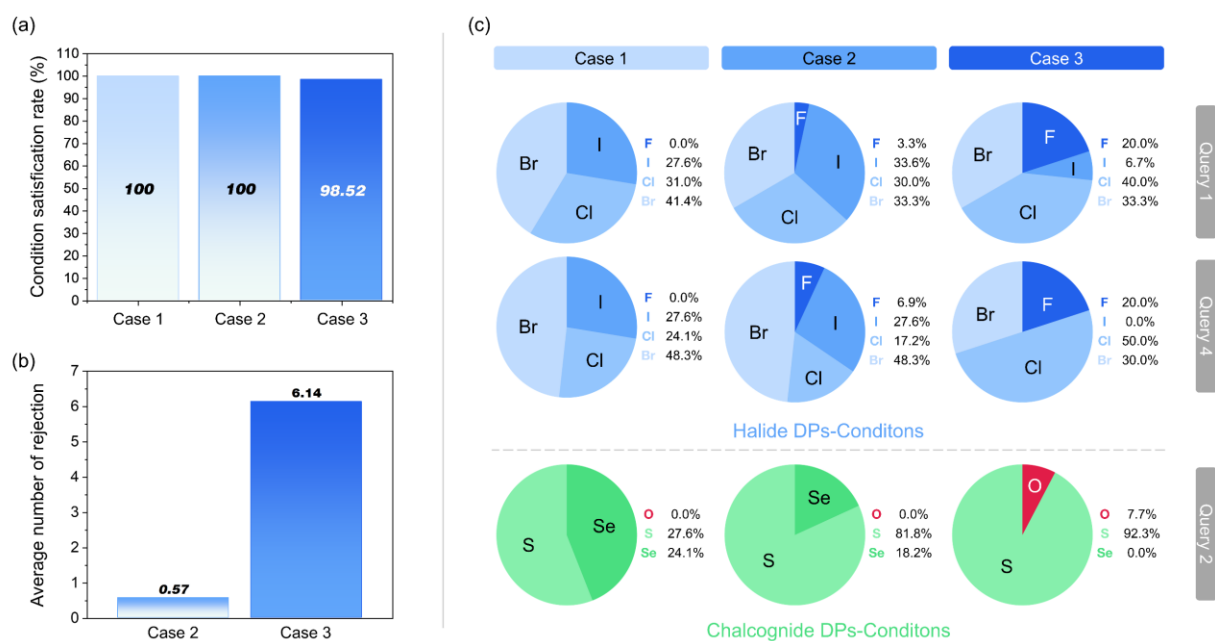 (a)
Condition satisfication rate (%)
110
100
90
80
70
60
50
40
30
20
10
0
100
100
98.52
Case 1
Case 2
Case 3
(b)
Average number of rejection
7
6
5
4
3
2
1
0
0.57
6.14
Case 2
Case 3
(c)
Case 1
Case 2
Case 3
Query 1
Br
I
Cl
F 0.0%
I 27.6%
Cl 31.0%
Br 41.4%
F
Br
I
Cl
F 3.3%
I 33.6%
Cl 30.0%
Br 33.3%
F
Br
I
Cl
F 20.0%
I 6.7%
Cl 40.0%
Br 33.3%
Query 4
Br
I
Cl
F 0.0%
I 27.6%
Cl 24.1%
Br 48.3%
F
Br
I
Cl
F 6.9%
I 27.6%
Cl 17.2%
Br 48.3%
Br
F
Cl
F 20.0%
I 0.0%
Cl 50.0%
Br 30.0%
Halide DPs-Conditons
Query 2
S
Se
O 0.0%
S 27.6%
Se 24.1%
Se
S
O 0.0%
S 81.8%
Se 18.2%
O
S
O 7.7%
S 92.3%
Se 0.0%
Chalcognide DPs-Conditons